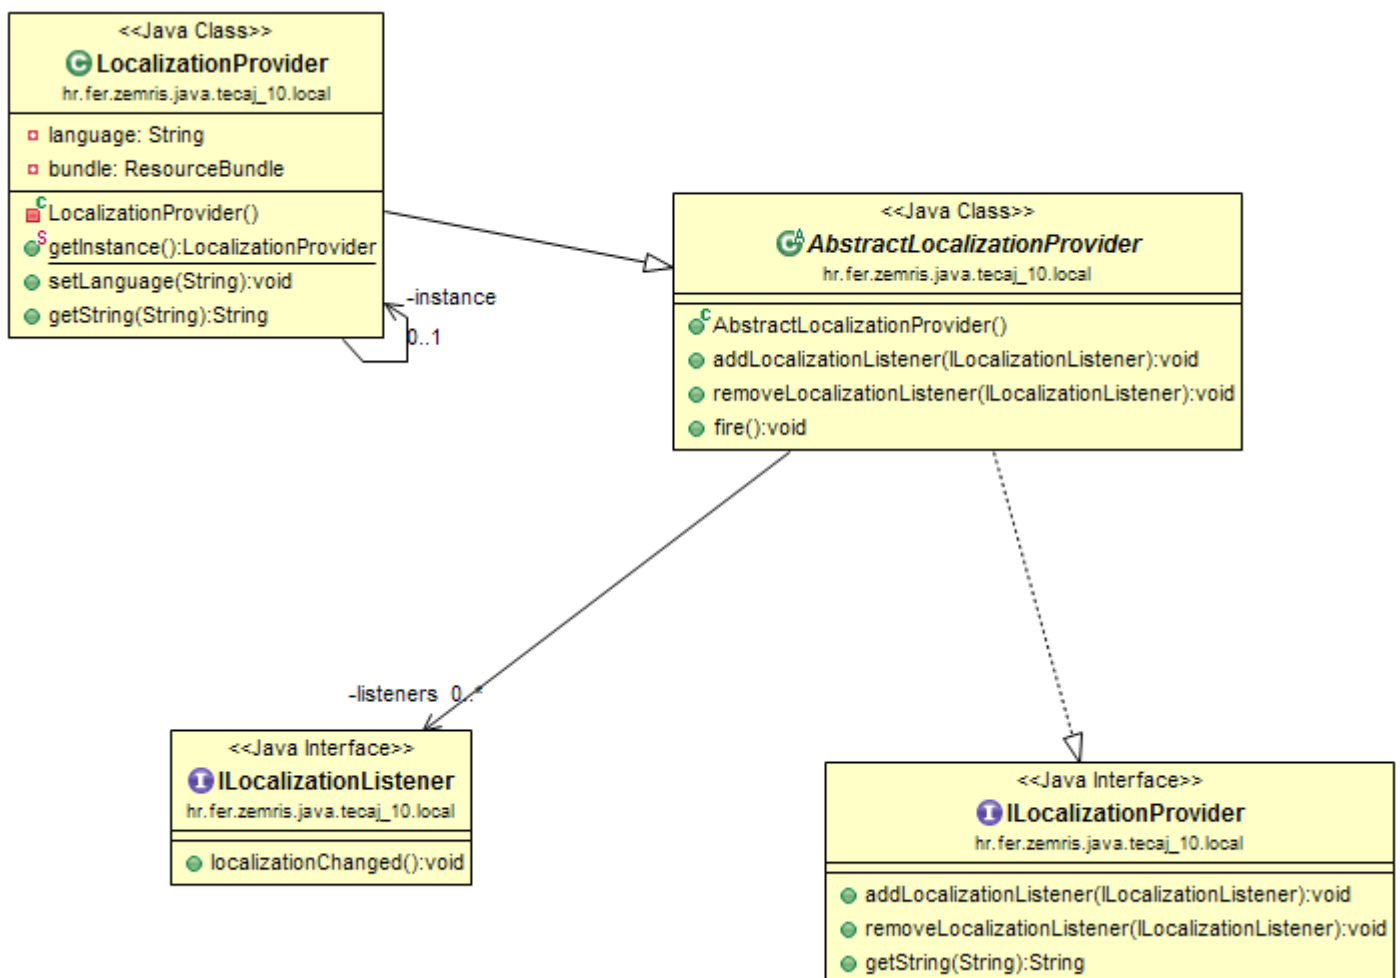 <<Java Class>>
LocalizationProvider
hr.fer.zemris.java.tecaj_10.local
language: String
bundle: ResourceBundle
LocalizationProvider()
getInstance():LocalizationProvider
setLanguage(String):void
getString(String):String
-instance
0..1
<<Java Class>>
AbstractLocalizationProvider
hr.fer.zemris.java.tecaj_10.local
AbstractLocalizationProvider()
addLocalizationListener(ILocalizationListener):void
removeLocalizationListener(ILocalizationListener):void
fire():void
-listeners 0..*
<<Java Interface>>
ILocalizationListener
hr.fer.zemris.java.tecaj_10.local
localizationChanged():void
<<Java Interface>>
ILocalizationProvider
hr.fer.zemris.java.tecaj_10.local
addLocalizationListener(ILocalizationListener):void
removeLocalizationListener(ILocalizationListener):void
getString(String):String